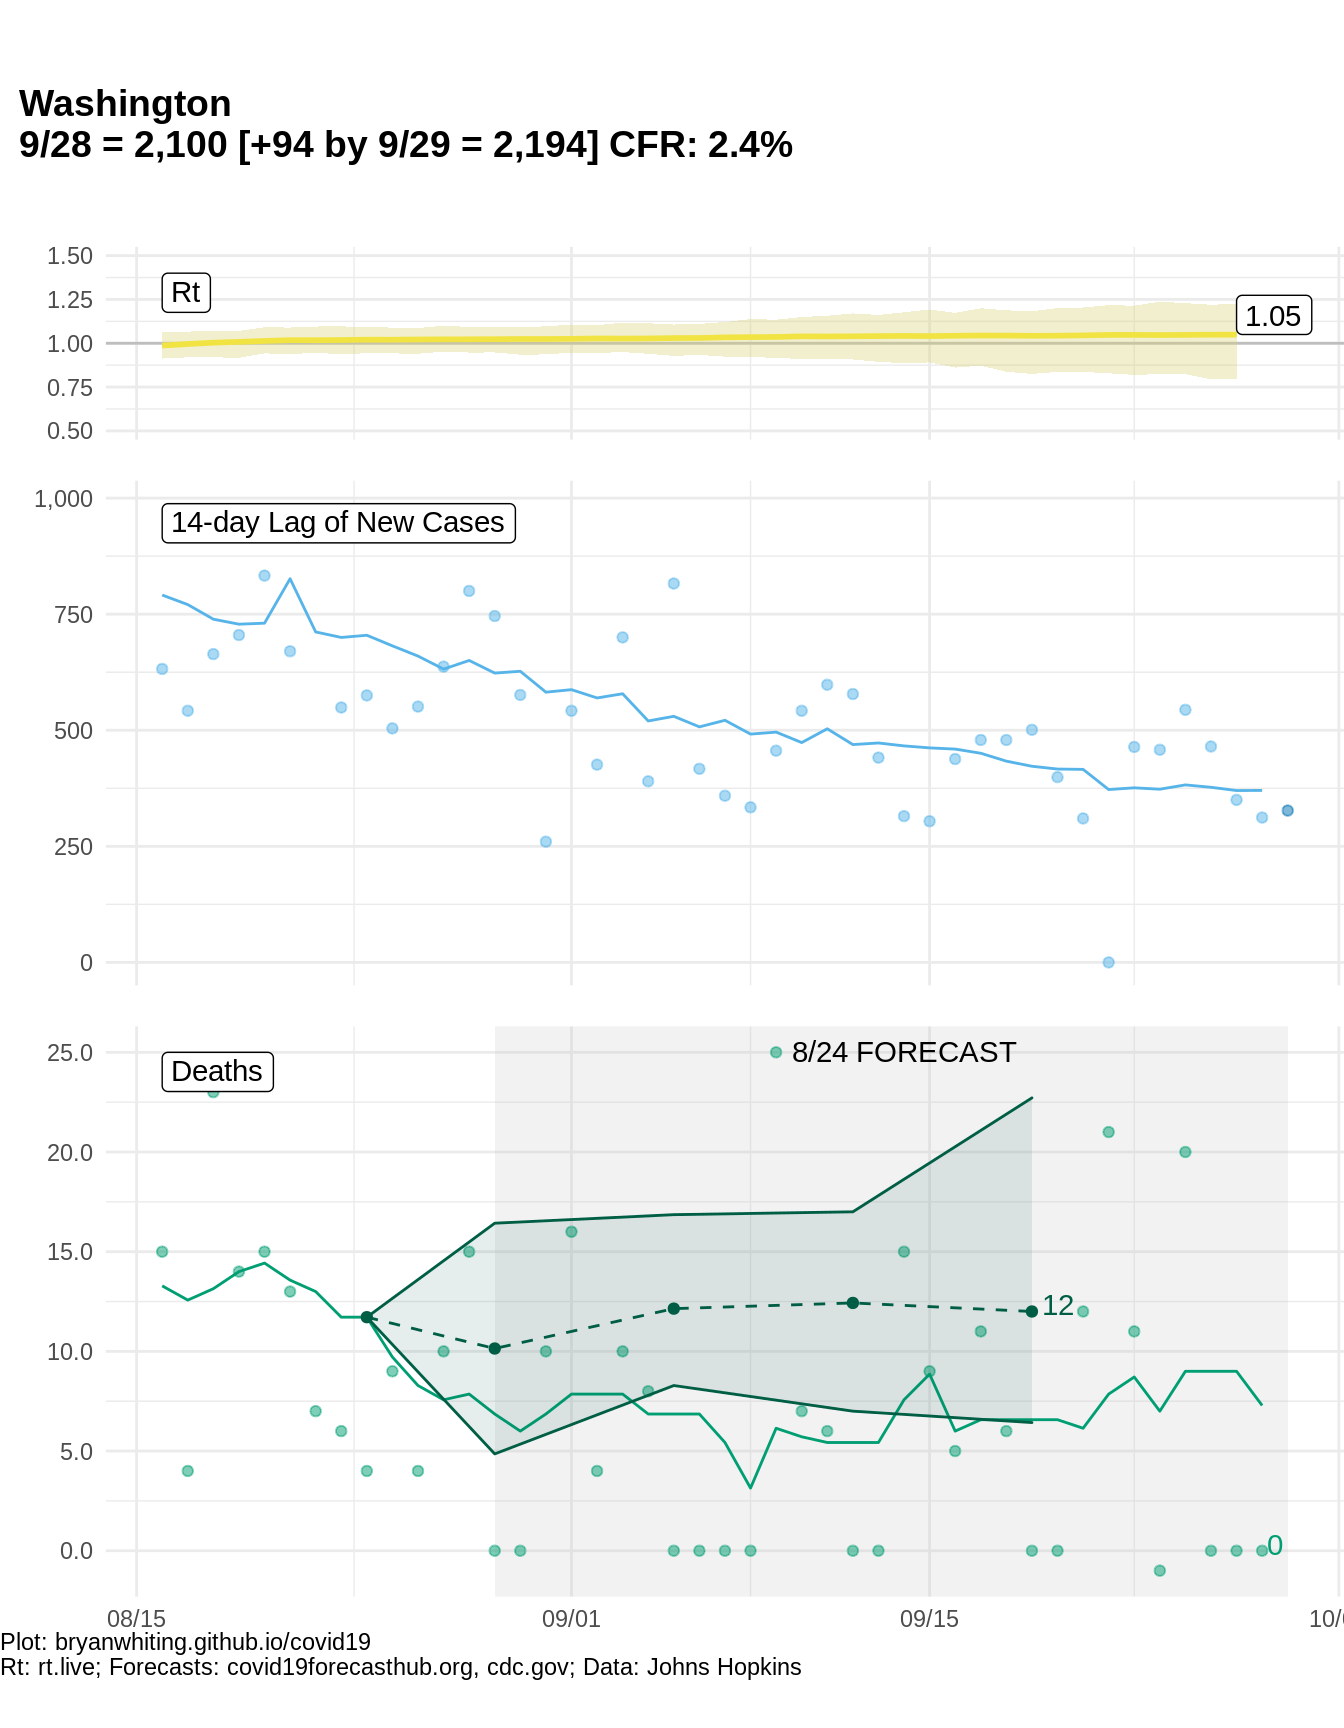 Washington
9/28 = 2,100 [+94 by 9/29 = 2,194] CFR: 2.4%
1.50
Rt
1.25
1.05
1.00
0.75
0.50
1,000
14-day Lag of New Cases
750
500
250
0
25.0
8/24 FORECAST
Deaths
20.0
15.0
12
10.0
5.0
0.0
0
08/15 09/01 09/15 10/
Plot: bryanwhiting.github.io/covid19
Rt: rt.live; Forecasts: covid19forecasthub.org, cdc.gov; Data: Johns Hopkins